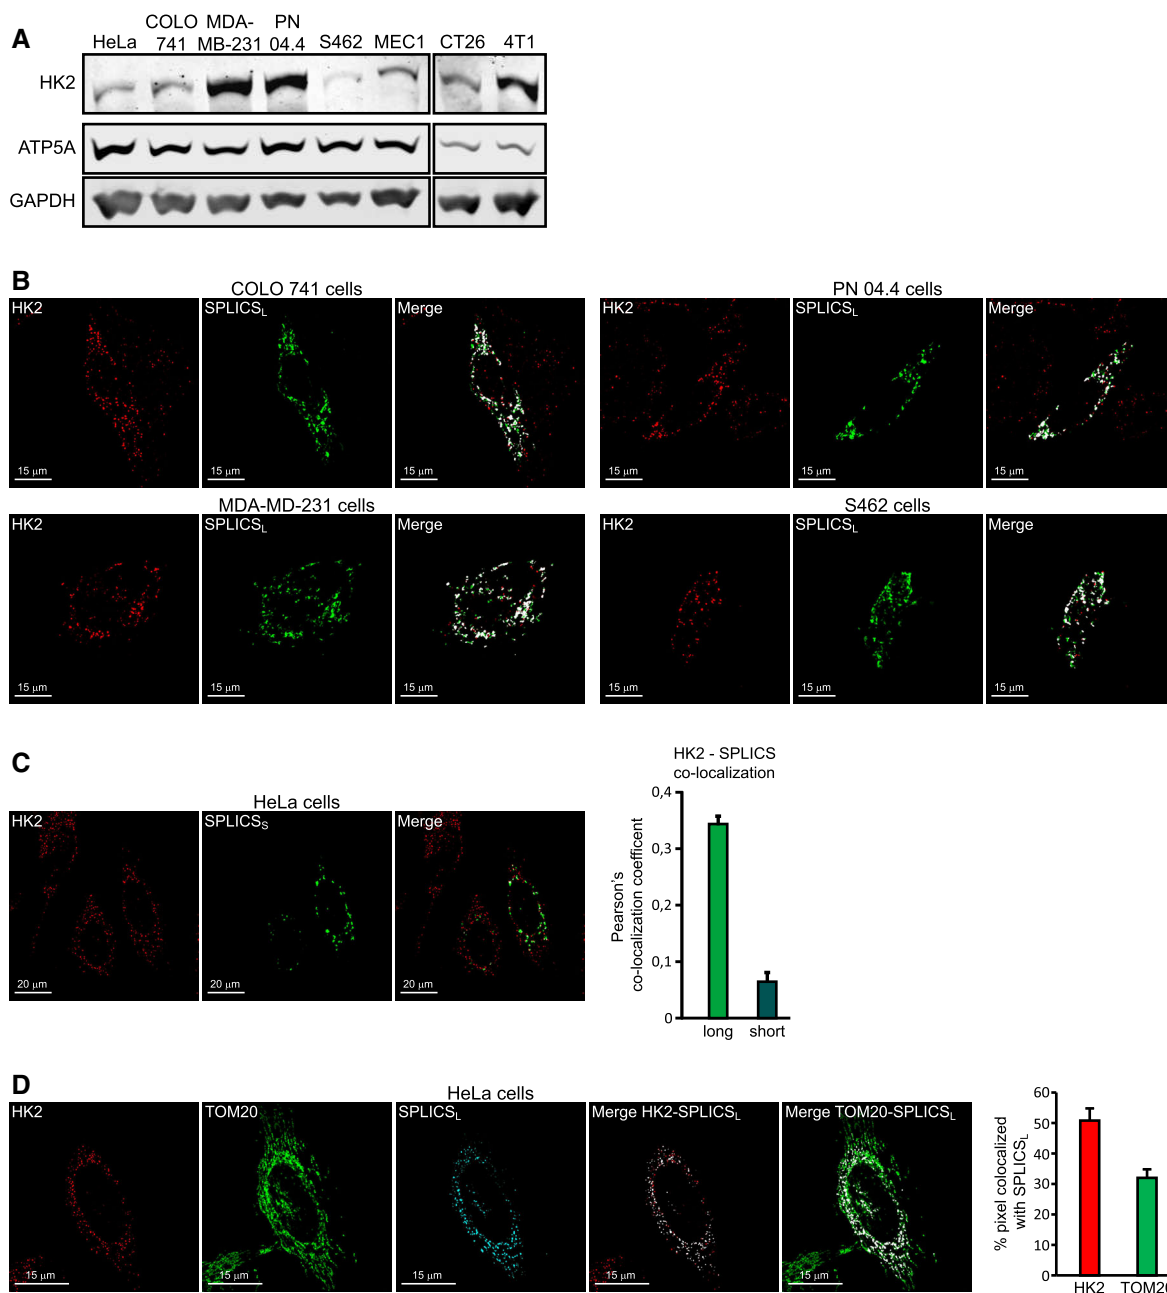 A
HeLa
COLO 741
MDA-MB-231
PN 04.4
S462
MEC1
CT26
4T1
HK2
ATP5A
GAPDH
B
COLO 741 cells
HK2
SPLICSL
Merge
15 µm
15 µm
15 µm
PN 04.4 cells
HK2
SPLICSL
Merge
15 µm
15 µm
15 µm
MDA-MD-231 cells
HK2
SPLICSL
Merge
15 µm
15 µm
15 µm
S462 cells
HK2
SPLICSL
Merge
15 µm
15 µm
15 µm
C
HeLa cells
HK2
SPLICSS
Merge
20 µm
20 µm
20 µm
HK2 - SPLICS
co-localization
Pearson's
co-localization coefficent
0,4
0,3
0,2
0,1
0
long
short
D
HeLa cells
HK2
TOM20
SPLICSL
Merge HK2-SPLICSL
Merge TOM20-SPLICSL
15 µm
15 µm
15 µm
15 µm
15 µm
% pixel colocalized
with SPLICSL
60
50
40
30
20
10
0
HK2
TOM20